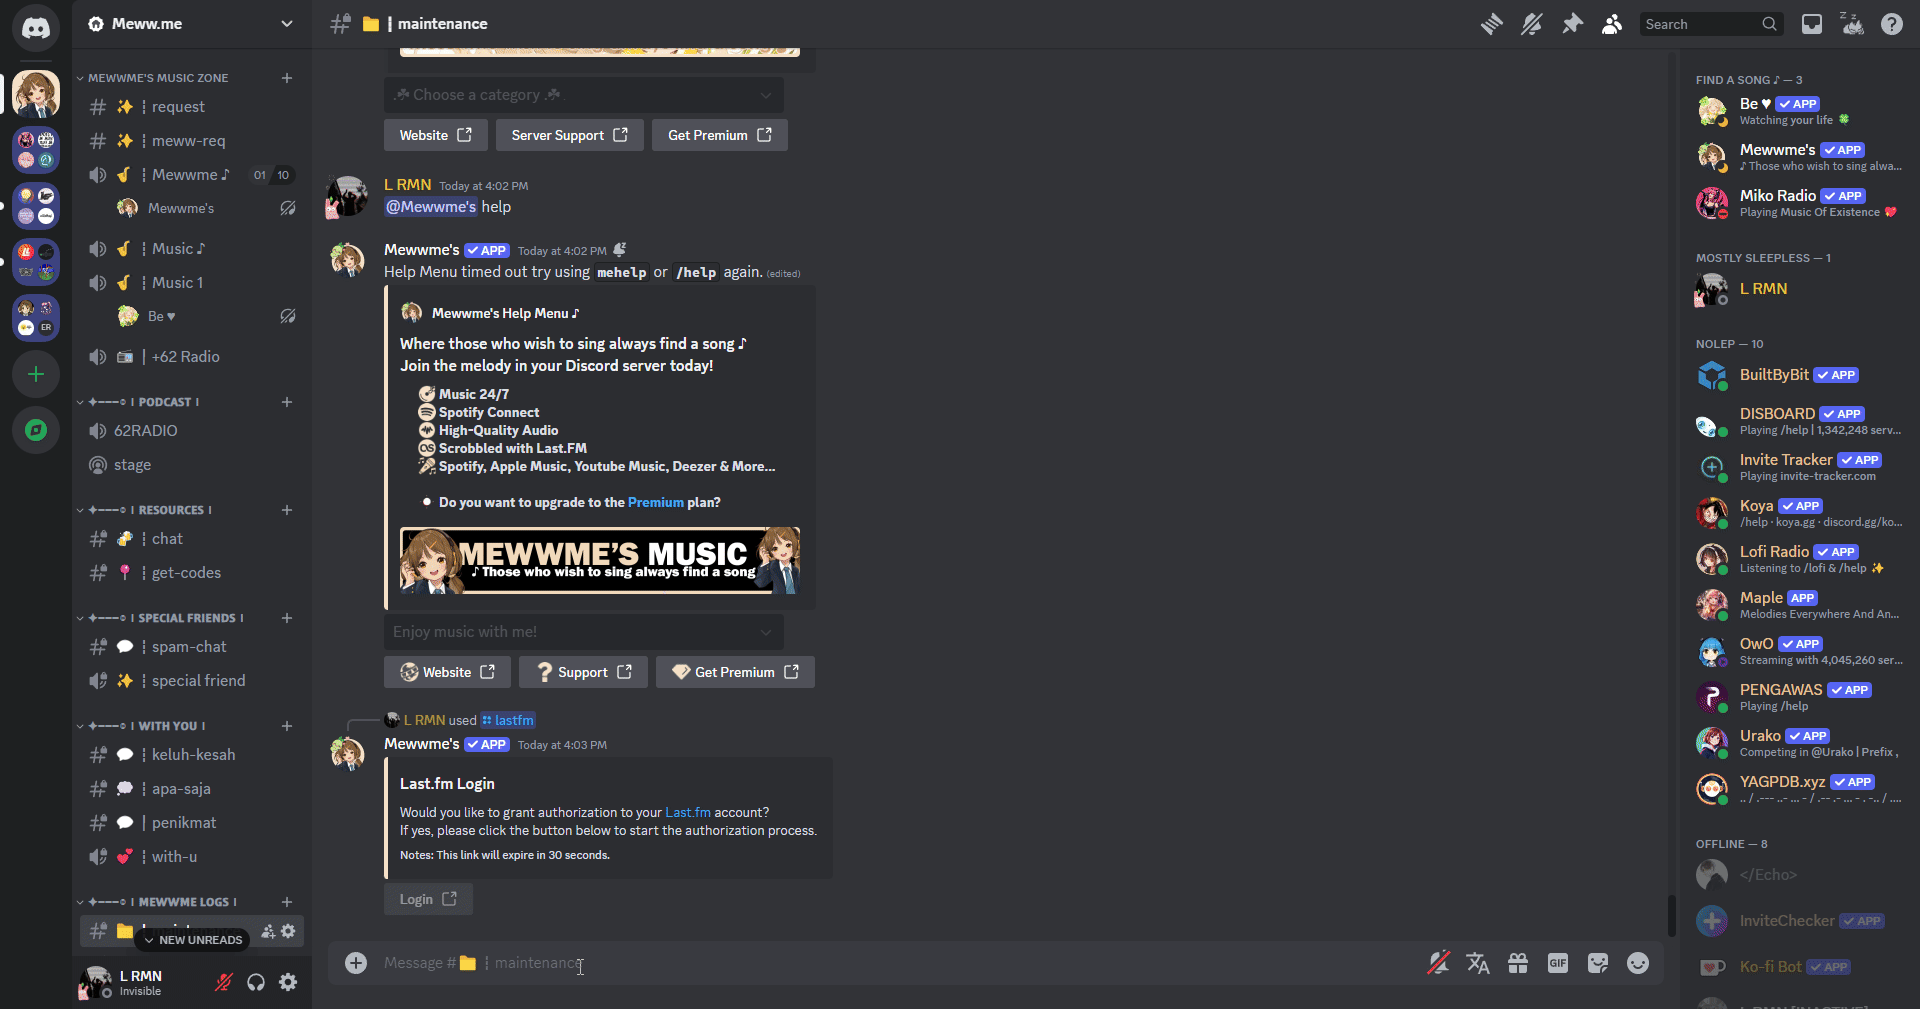 Meww.me
MEWWME'S MUSIC ZONE
¦ request
¦ meww-req
¦ Mewwme ♪ 01 10
Mewwme's
¦ Music ♪
¦ Music 1
Be ♥
| +62 Radio
✦−−−○ | PODCAST |
62RADIO
stage
✦−−−○ | RESOURCES |
¦ chat
¦ get-codes
✦−−−○ | SPECIAL FRIENDS |
¦ spam-chat
¦ special friend
✦−−−○ | WITH YOU |
¦ keluh-kesah
¦ apa-saja
| penikmat
¦ with-u
✦−−−○ | MEWWME LOGS |
NEW UNREADS
L RMN
Invisible
¦ maintenance
Search
☘ Choose a category ☘
Website
Server Support
Get Premium
L RMN Today at 4:02 PM
@Mewwme's help
Mewwme's ✓ APP Today at 4:02 PM
Help Menu timed out try using mehelp or /help again. (edited)
Mewwme's Help Menu ♪
Where those who wish to sing always find a song ♪
Join the melody in your Discord server today!
Music 24/7
Spotify Connect
High-Quality Audio
Scrobbled with Last.FM
Spotify, Apple Music, Youtube Music, Deezer & More...
• Do you want to upgrade to the Premium plan?
MEWWME'S MUSIC
♪ Those who wish to sing always find a song
Enjoy music with me!
Website
Support
Get Premium
L RMN used lastfm
Mewwme's ✓ APP Today at 4:03 PM
Last.fm Login
Would you like to grant authorization to your Last.fm account?
If yes, please click the button below to start the authorization process.
Notes: This link will expire in 30 seconds.
Login
Message # ¦ maintenance
GIF
FIND A SONG ♪ — 3
Be ♥ ✓ APP
Watching your life 🍀
Mewwme's ✓ APP
♪ Those who wish to sing alwa...
Miko Radio ✓ APP
Playing Music Of Existence 💖
MOSTLY SLEEPLESS — 1
L RMN
NOLEP — 10
BuiltByBit ✓ APP
DISBOARD ✓ APP
Playing /help | 1,342,248 serv...
Invite Tracker ✓ APP
Playing invite-tracker.com
Koya ✓ APP
/help · koya.gg · discord.gg/ko...
Lofi Radio ✓ APP
Listening to /lofi & /help ✨
Maple APP
Melodies Everywhere And An...
OwO ✓ APP
Streaming with 4,045,260 ser...
PENGAWAS ✓ APP
Playing /help
Urako ✓ APP
Competing in @Urako | Prefix ,
YAGPDB.xyz ✓ APP
OFFLINE — 8
</Echo>
InviteChecker ✓ APP
Ko-fi Bot ✓ APP